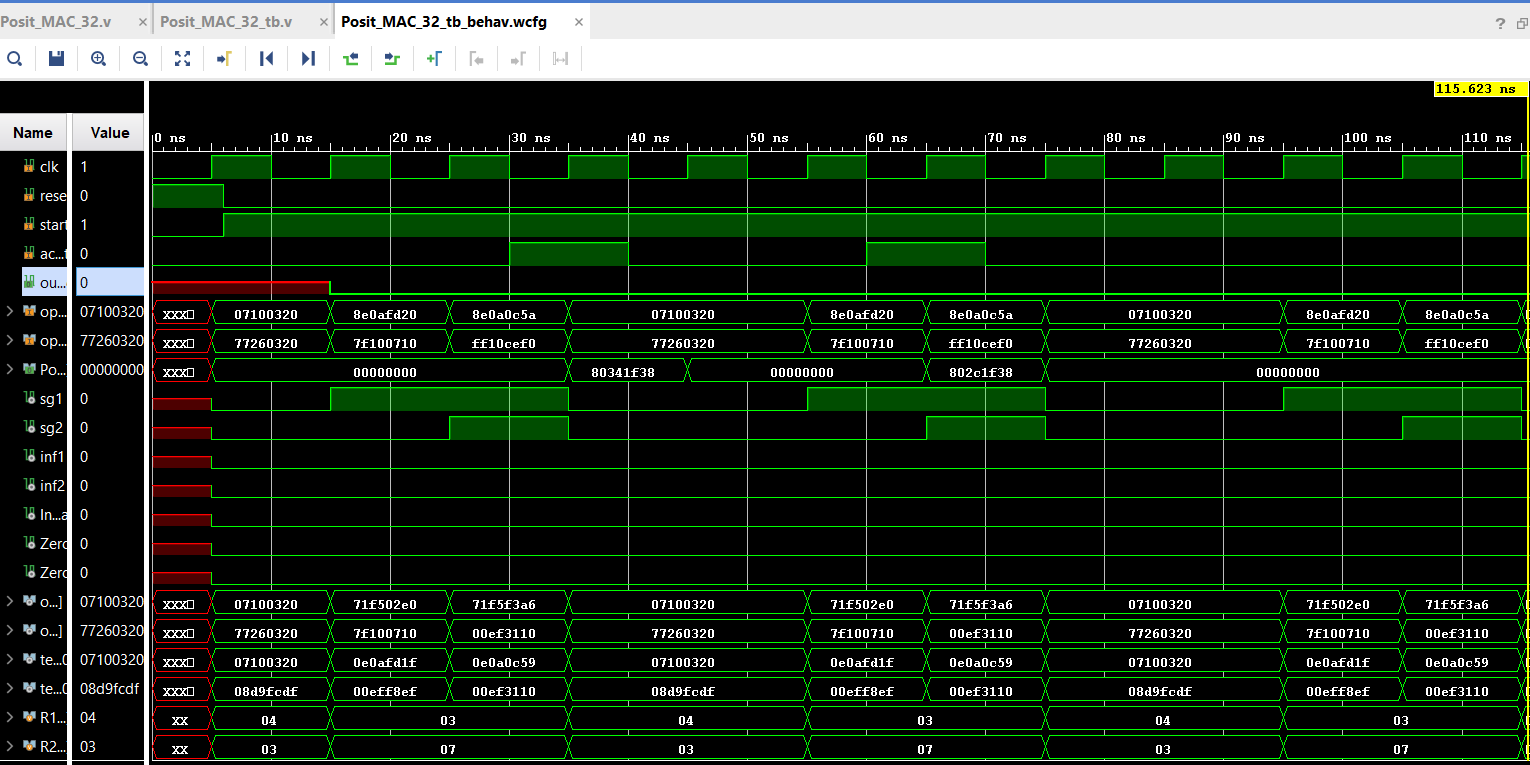 Posit_MAC_32.v × Posit_MAC_32_tb.v × Posit_MAC_32_tb_behav.wcfg ×
?
115.623 ns
Name Value 0 ns 10 ns 20 ns 30 ns 40 ns 50 ns 60 ns 70 ns 80 ns 90 ns 100 ns 110 ns
clk 1
rese 0
start 1
ac...t 0
ou... 0
op... 07100320 xxx 07100320 8e0afd20 8e0a0c5a 07100320 8e0afd20 8e0a0c5a 07100320 8e0afd20 8e0a0c5a
op... 77260320 xxx 77260320 7f100710 ff10cef0 77260320 7f100710 ff10cef0 77260320 7f100710 ff10cef0
Po... 00000000 xxx 00000000 80341f38 00000000 802c1f38 00000000
sg1 0
sg2 0
inf1 0
inf2 0
In...a 0
Zero 0
Zero 0
o...] 07100320 xxx 07100320 71f502e0 71f5f3a6 07100320 71f502e0 71f5f3a6 07100320 71f502e0 71f5f3a6
o...] 77260320 xxx 77260320 7f100710 00ef3110 77260320 7f100710 00ef3110 77260320 7f100710 00ef3110
te...0 07100320 xxx 07100320 0e0afd1f 0e0a0c59 07100320 0e0afd1f 0e0a0c59 07100320 0e0afd1f 0e0a0c59
te...0 08d9fcdf xxx 08d9fcdf 00eff8ef 00ef3110 08d9fcdf 00eff8ef 00ef3110 08d9fcdf 00eff8ef 00ef3110
R1... 04 xx 04 03 04 03 04 03
R2... 03 xx 03 07 03 07 03 07